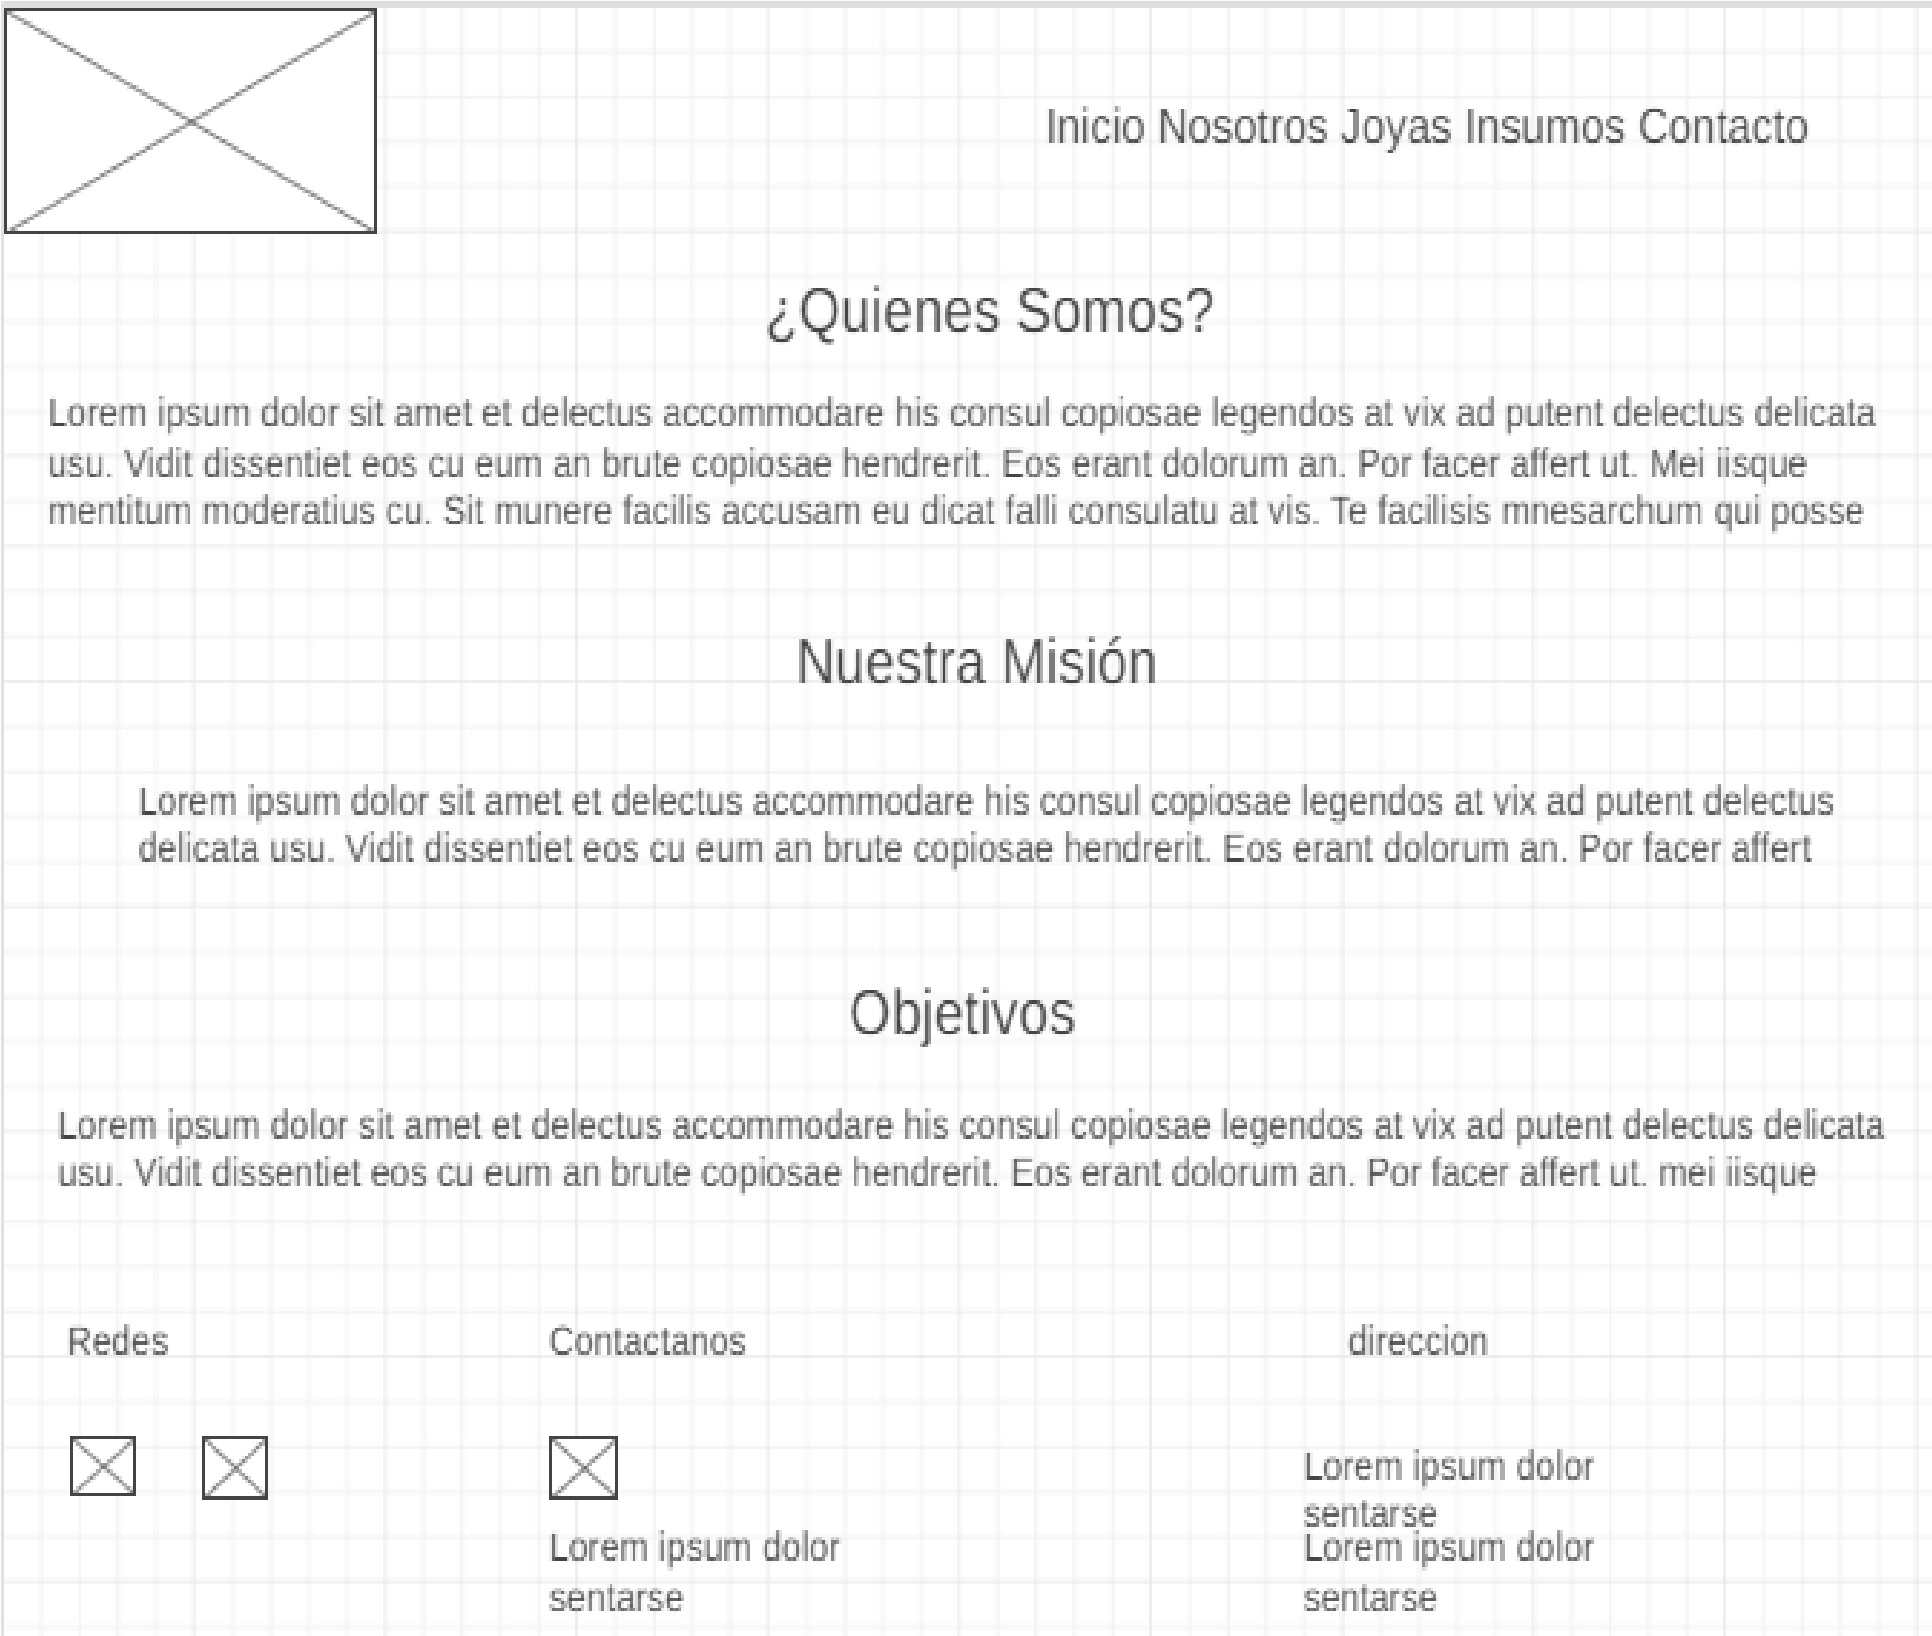 Inicio Nosotros Joyas Insumos Contacto
¿Quienes Somos?
Lorem ipsum dolor sit amet et delectus accommodare his consul copiosae legendos at vix ad putent delectus delicata
usu. Vidit dissentiet eos cu eum an brute copiosae hendrerit. Eos erant dolorum an. Por facer affert ut. Mei iisque
mentitum moderatius cu. Sit munere facilis accusam eu dicat falli consulatu at vis. Te facilisis mnesarchum qui posse
Nuestra Misión
Lorem ipsum dolor sit amet et delectus accommodare his consul copiosae legendos at vix ad putent delectus
delicata usu. Vidit dissentiet eos cu eum an brute copiosae hendrerit. Eos erant dolorum an. Por facer affert
Objetivos
Lorem ipsum dolor sit amet et delectus accommodare his consul copiosae legendos at vix ad putent delectus delicata
usu. Vidit dissentiet eos cu eum an brute copiosae hendrerit. Eos erant dolorum an. Por facer affert ut. mei iisque
Redes
Contactanos
Lorem ipsum dolor
sentarse
direccion
Lorem ipsum dolor
sentarse
Lorem ipsum dolor
sentarse